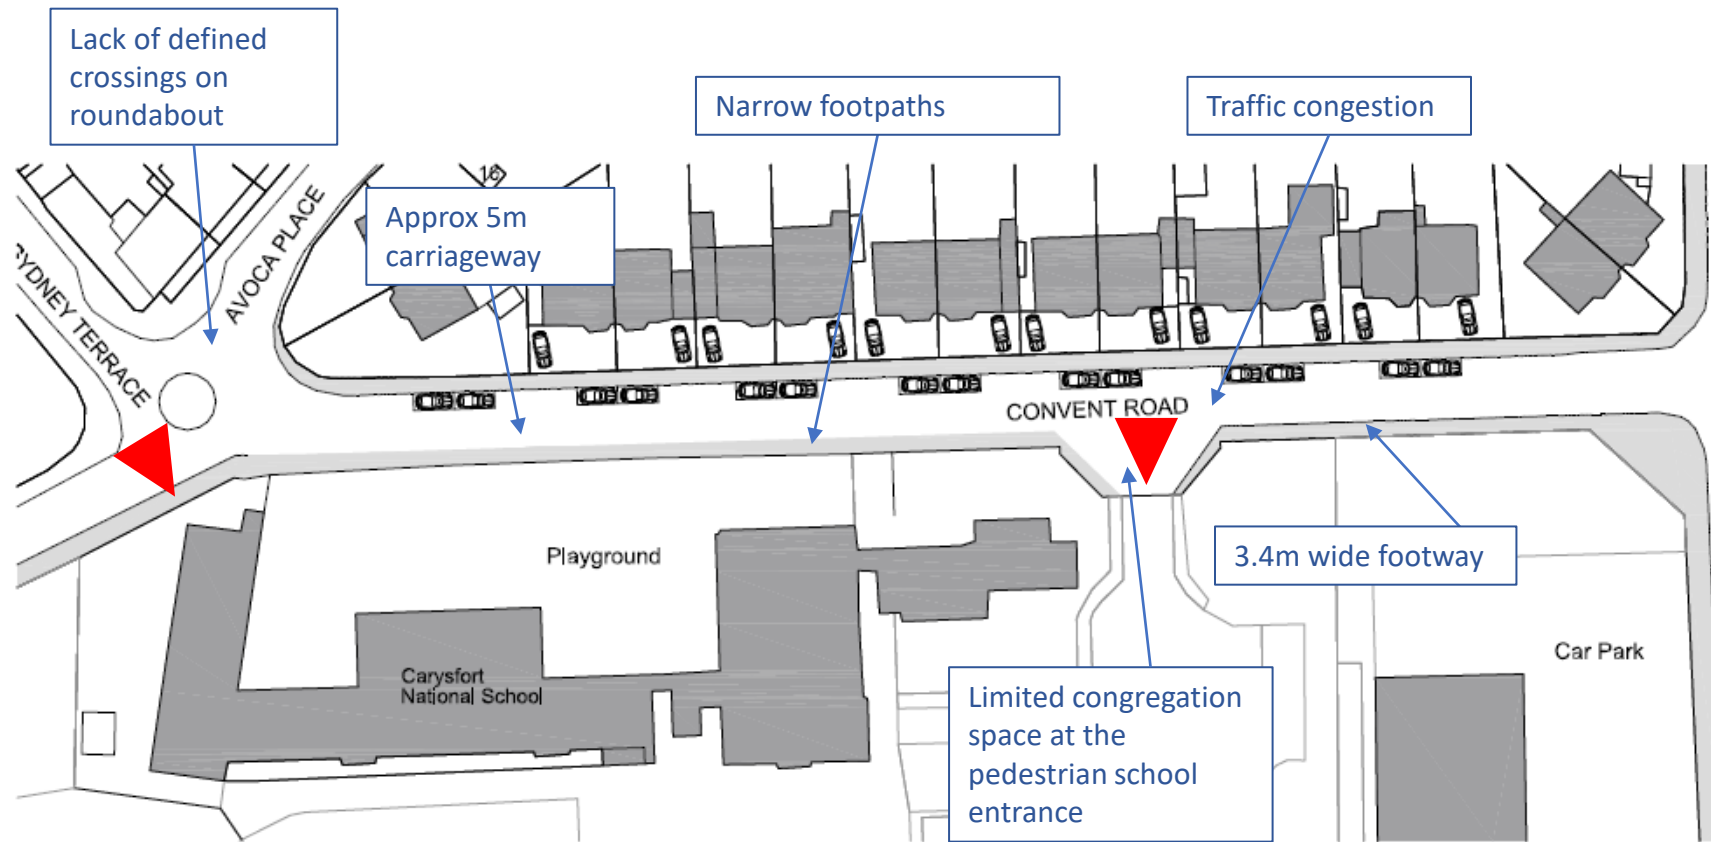 Lack of defined
crossings on
roundabout
Narrow footpaths
Traffic congestion
16
Approx 5m
carriageway
AVOCA PLACE
SYDNEY TERRACE
CONVENT ROAD
Playground
3.4m wide footway
Carysfort
National School
Car Park
Limited congregation
space at the
pedestrian school
entrance